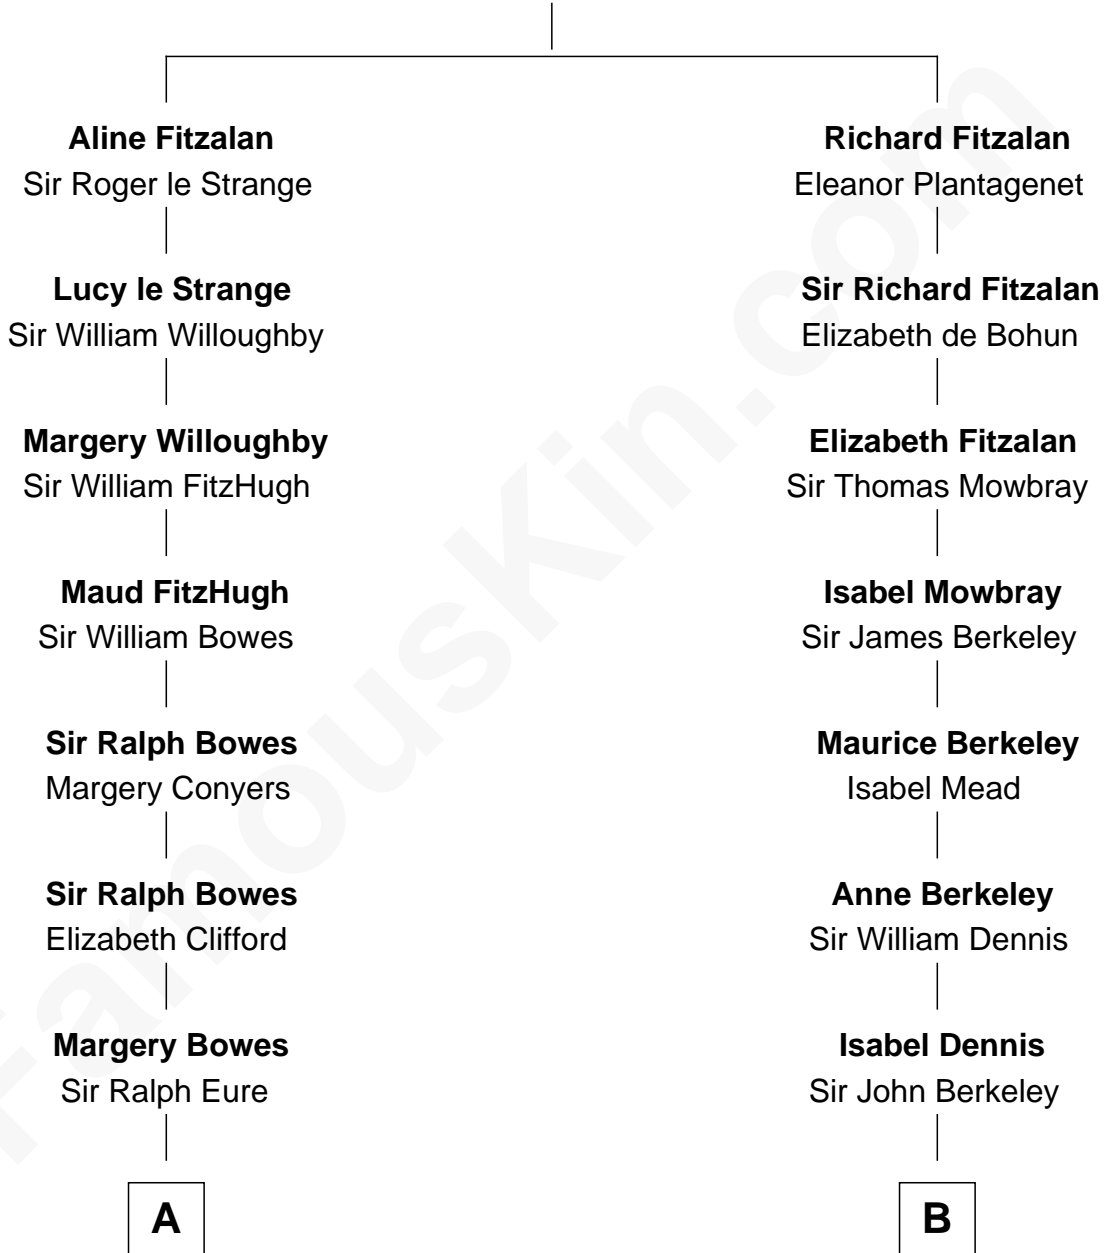 Aline Fitzalan
Sir Roger le Strange
Lucy le Strange
Sir William Willoughby
Margery Willoughby
Sir William FitzHugh
Maud FitzHugh
Sir William Bowes
Sir Ralph Bowes
Margery Conyers
Sir Ralph Bowes
Elizabeth Clifford
Margery Bowes
Sir Ralph Eure
A
Richard Fitzalan
Eleanor Plantagenet
Sir Richard Fitzalan
Elizabeth de Bohun
Elizabeth Fitzalan
Sir Thomas Mowbray
Isabel Mowbray
Sir James Berkeley
Maurice Berkeley
Isabel Mead
Anne Berkeley
Sir William Dennis
Isabel Dennis
Sir John Berkeley
B
FamousKin.com